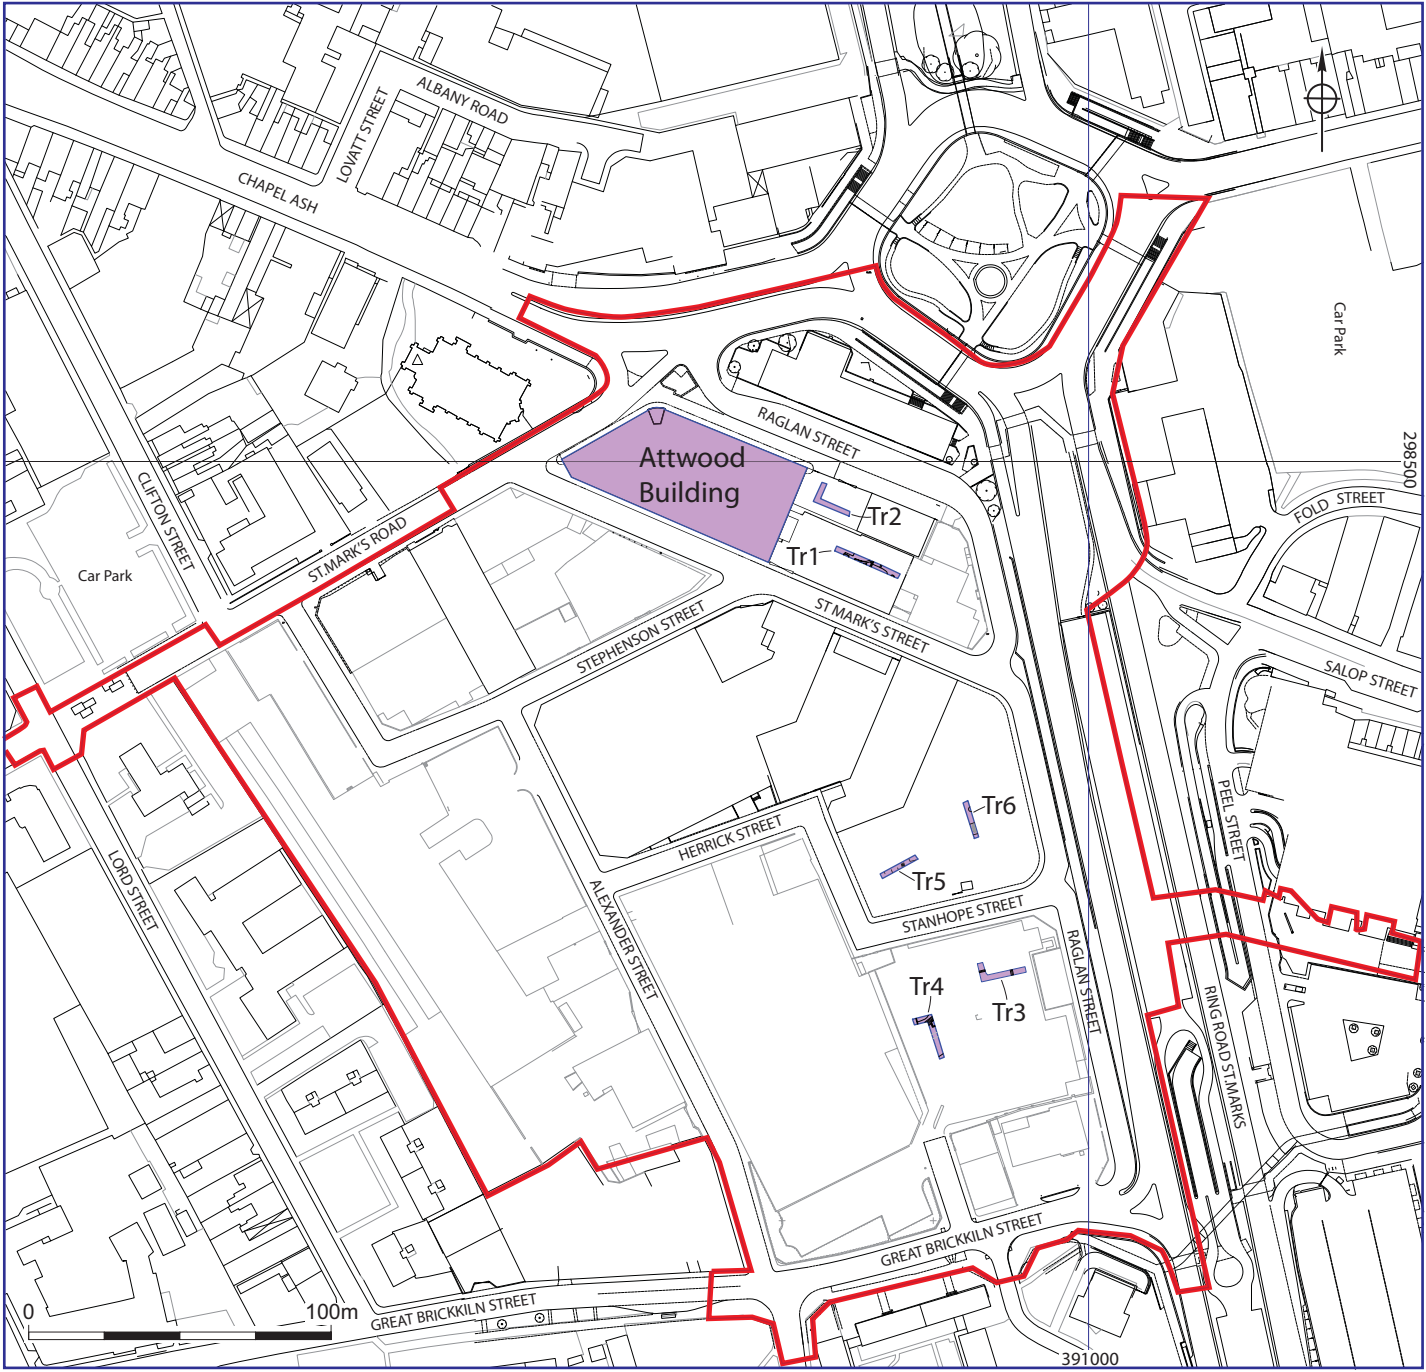 ALBANY ROAD
LOVATT STREET
CHAPEL ASH
Car Park
RAGLAN STREET
298500
Attwood
Building
CLIFTON STREET
FOLD STREET
Tr2
ST.MARK'S ROAD
Tr1
Car Park
ST MARK'S STREET
STEPHENSON STREET
SALOP STREET
PEEL STREET
Tr6
HERRICK STREET
LORD STREET
Tr5
ALEXANDER STREET
STANHOPE STREET
RAGLAN STREET
Tr4
Tr3
RING ROAD ST.MARKS
GREAT BRICKKILN STREET
0
100m
GREAT BRICKKILN STREET
391000